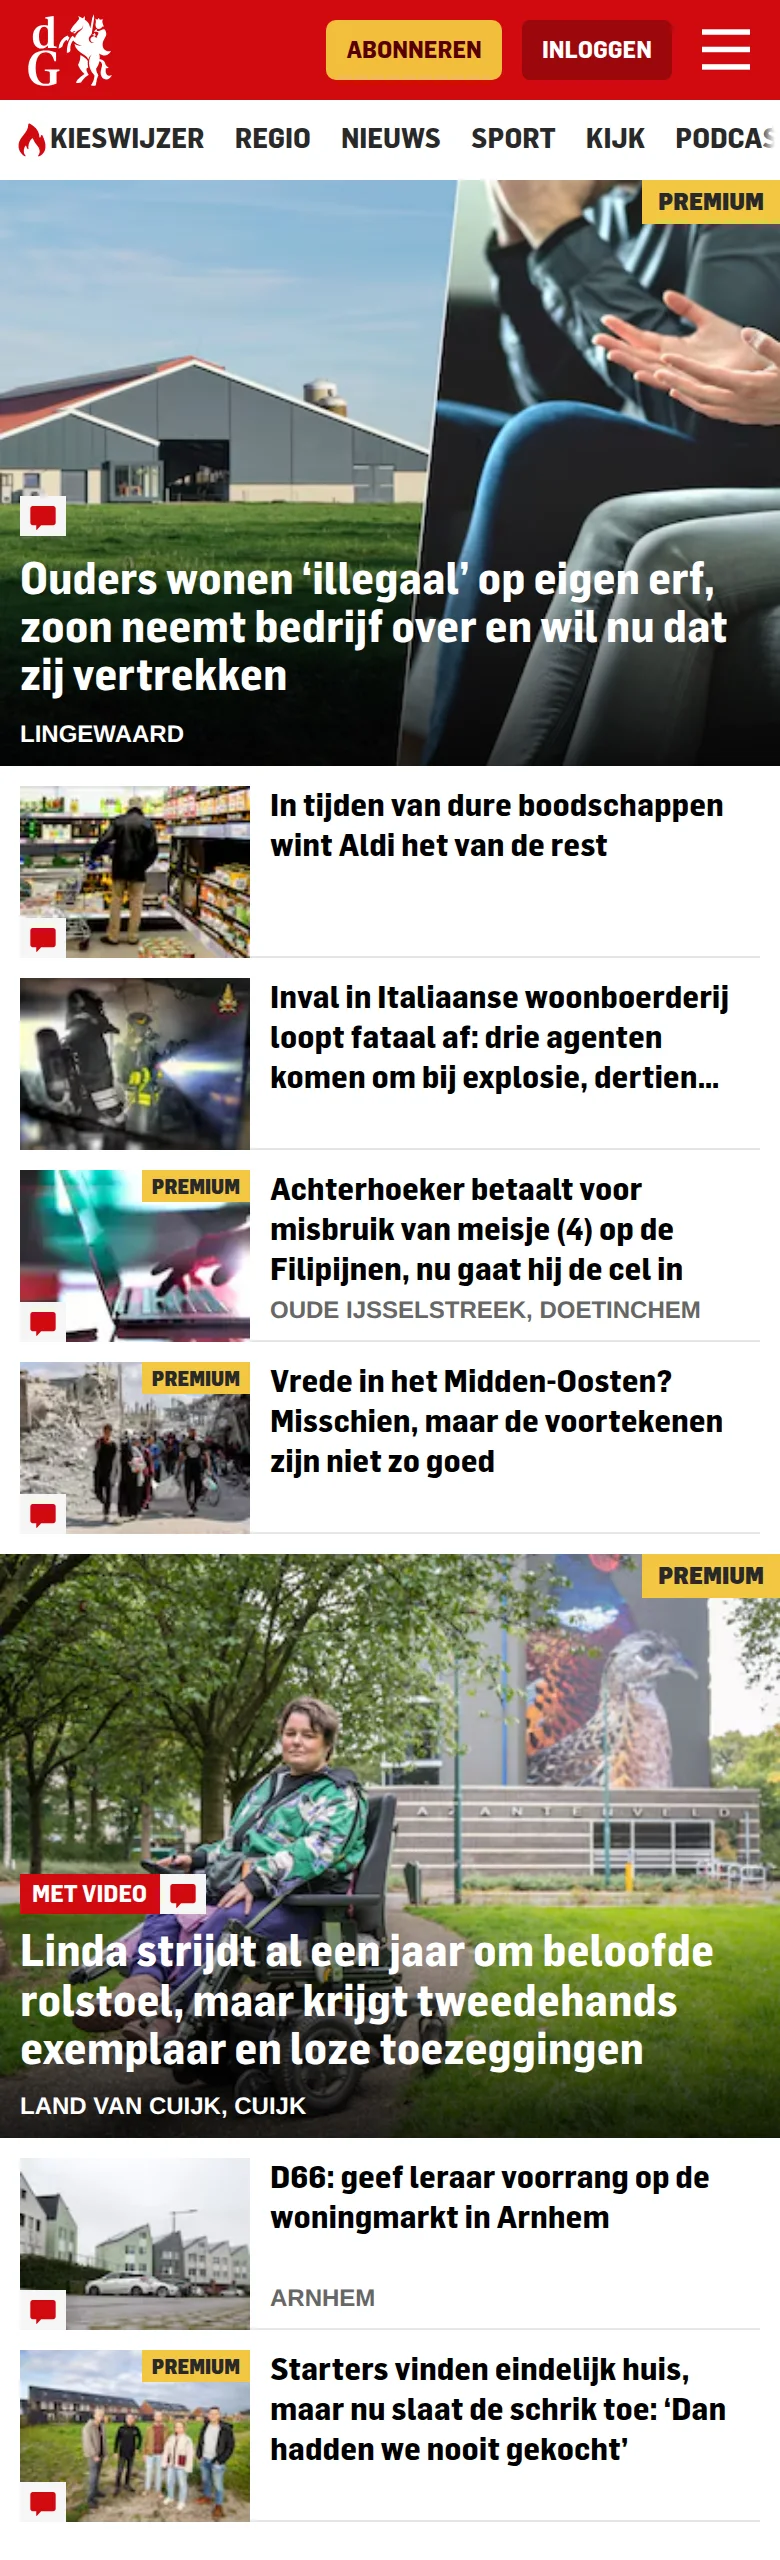 dG
ABONNEREN
INLOGGEN
KIESWIJZER REGIO NIEUWS SPORT KIJK PODCAS
PREMIUM
Ouders wonen ‘illegaal’ op eigen erf,
zoon neemt bedrijf over en wil nu dat
zij vertrekken
LINGEWAARD
In tijden van dure boodschappen
wint Aldi het van de rest
Inval in Italiaanse woonboerderij
loopt fataal af: drie agenten
komen om bij explosie, dertien...
PREMIUM
Achterhoeker betaalt voor
misbruik van meisje (4) op de
Filipijnen, nu gaat hij de cel in
OUDE IJSSELSTREEK, DOETINCHEM
PREMIUM
Vrede in het Midden-Oosten?
Misschien, maar de voortekenen
zijn niet zo goed
PREMIUM
MET VIDEO
Linda strijdt al een jaar om beloofde
rolstoel, maar krijgt tweedehands
exemplaar en loze toezeggingen
LAND VAN CUIJK, CUIJK
D66: geef leraar voorrang op de
woningmarkt in Arnhem
ARNHEM
PREMIUM
Starters vinden eindelijk huis,
maar nu slaat de schrik toe: ‘Dan
hadden we nooit gekocht’